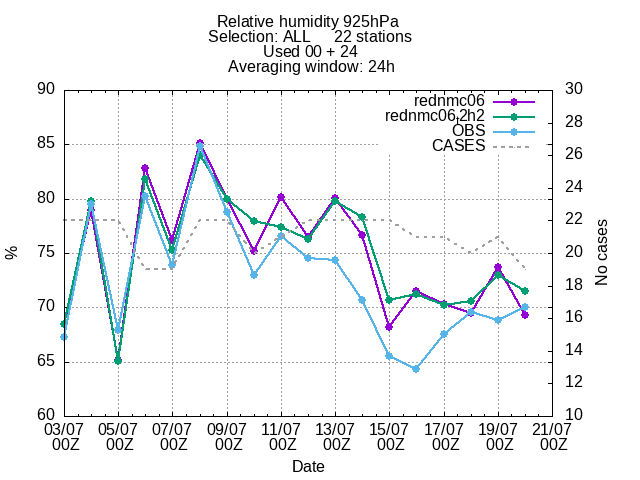 Relative humidity 925hPa
Selection: ALL 22 stations
Used 00 + 24
Averaging window: 24h
rednmc06
rednmc06,2h2
OBS
CASES
90
85
80
75
70
65
60
%
30
28
26
24
22
20
18
16
14
12
10
No cases
03/07 05/07 07/07 09/07 11/07 13/07 15/07 17/07 19/07 21/07
00Z 00Z 00Z 00Z 00Z 00Z 00Z 00Z 00Z 00Z
Date